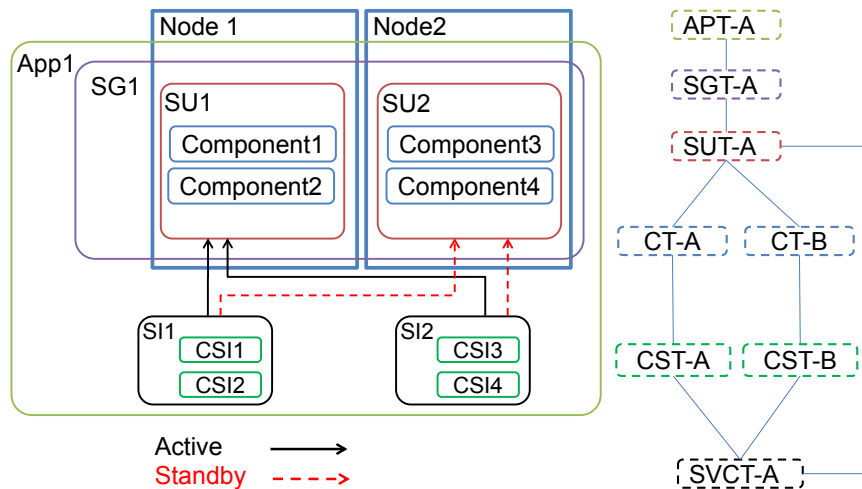 Node 1
Node2
App1
SG1
SU1
SU2
Component1
Component3
Component2
Component4
SI1
CSI1
CSI2
SI2
CSI3
CSI4
Active
Standby
APT-A
SGT-A
SUT-A
CT-A
CT-B
CST-A
CST-B
SVCT-A